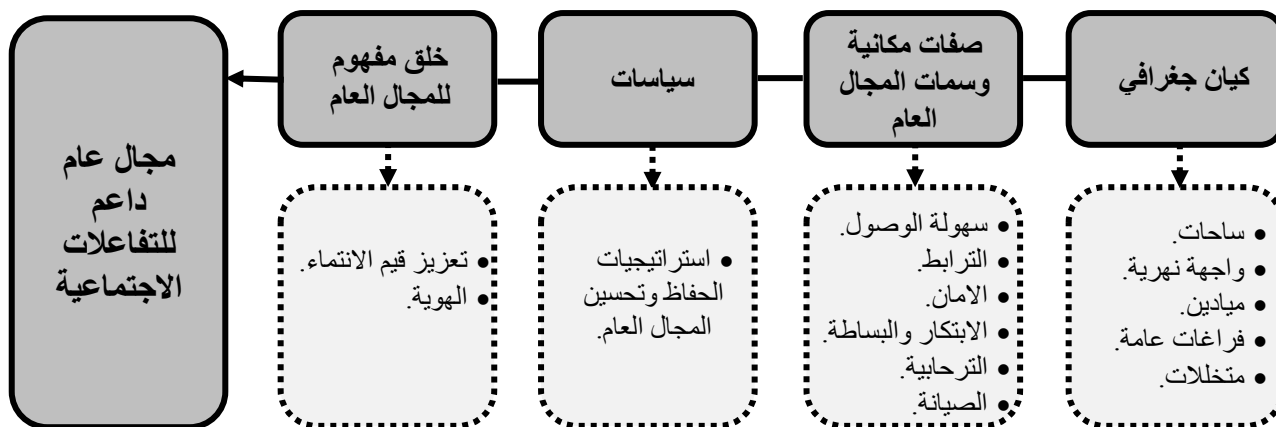 كيان جغرافي
صفات مكانية
وسمات المجال
العام
سياسات
خلق مفهوم
للمجال العام
مجال عام
داعم
للتفاعلات
الاجتماعية
• ساحات.
• واجهة نهرية.
• ميادين.
• فراغات عامة.
• متخللات.
• سهولة الوصول.
• الترابط.
• الامان.
• الابتكار والبساطة.
• الترحابية.
• الصيانة.
• استراتيجيات
الحفاظ وتحسين
المجال العام.
• تعزيز قيم الانتماء.
• الهوية.